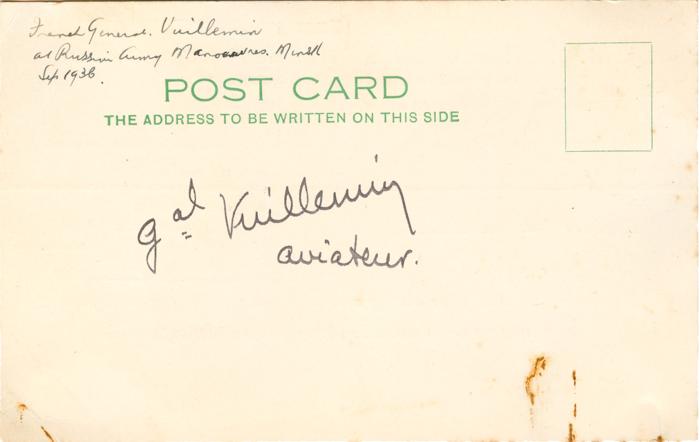 French General. Vuillemin
at Russian Army Manoeuvres. Minsk
Sep 1936.
POST CARD
THE ADDRESS TO BE WRITTEN ON THIS SIDE
gal Vuillemin
aviateur.